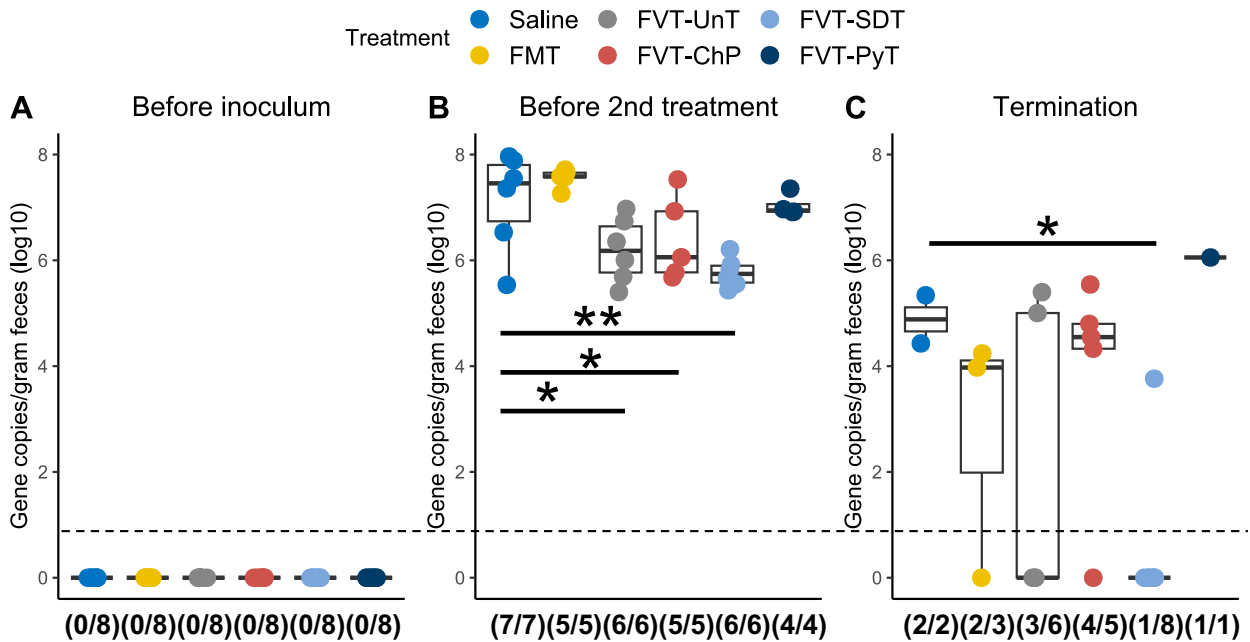 Treatment
Saline FVT-UnT FVT-SDT
FMT FVT-ChP FVT-PyT
A Before inoculum
Gene copies/gram feces (log10)
8
6
4
2
0
(0/8)(0/8)(0/8)(0/8)(0/8)(0/8)
B Before 2nd treatment
Gene copies/gram feces (log10)
8
6
4
2
0
**
*
*
(7/7)(5/5)(6/6)(5/5)(6/6)(4/4)
C Termination
Gene copies/gram feces (log10)
8
6
4
2
0
*
(2/2)(2/3)(3/6)(4/5)(1/8)(1/1)